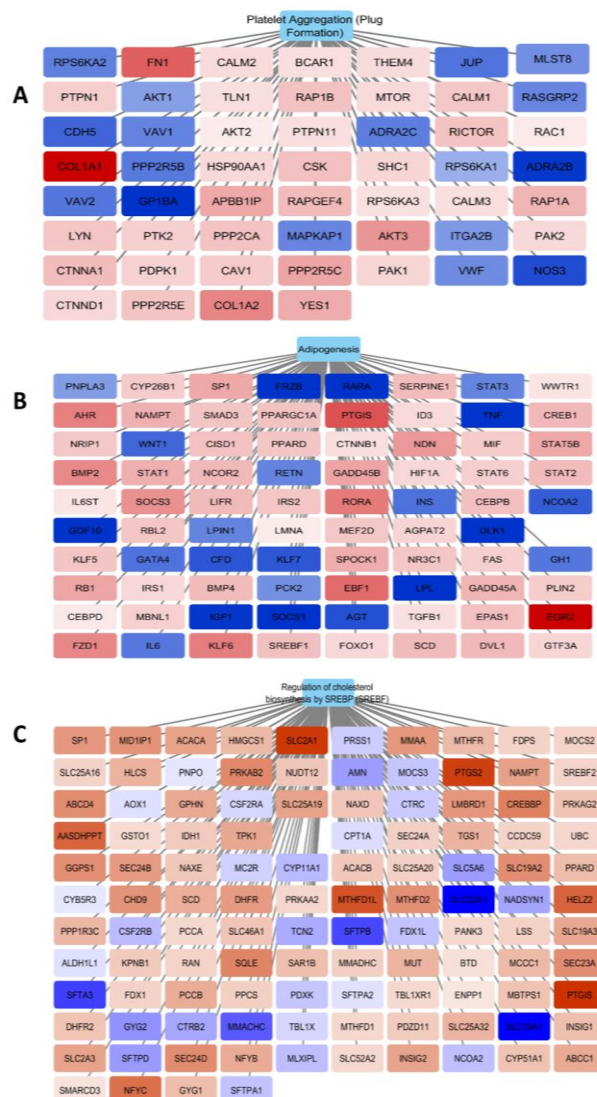 Platelet Aggregation (Plug
Formation)
A
RPS6KA2 FN1 CALM2 BCAR1 THEM4 JUP MLST8
PTPN1 AKT1 TLN1 RAP1B MTOR CALM1 RASGRP2
CDH5 VAV1 AKT2 PTPN11 ADRA2C RICTOR RAC1
COL1A1 PPP2R5B HSP90AA1 CSK SHC1 RPS6KA1 ADRA2B
VAV2 GP1BA APBB1IP RAPGEF4 RPS6KA3 CALM3 RAP1A
LYN PTK2 PPP2CA MAPKAP1 AKT3 ITGA2B PAK2
CTNNA1 PDPK1 CAV1 PPP2R5C PAK1 VWF NOS3
CTNND1 PPP2R5E COL1A2 YES1
B
Adipogenesis
PNPLA3 CYP26B1 SP1 FRZB RARA SERPINE1 STAT3 WWTR1
AHR NAMPT SMAD3 PPARGC1A PTGIS ID3 TNF CREB1
NRIP1 WNT1 CISD1 PPARD CTNNB1 NDN MIF STAT5B
BMP2 STAT1 NCOR2 RETN GADD45B HIF1A STAT6 STAT2
IL6ST SOCS3 LIFR IRS2 RORA INS CEBPB NCOA2
GDF10 RBL2 LPIN1 LMNA MEF2D AGPAT2 DLK1
KLF5 GATA4 CFD KLF7 SPOCK1 NR3C1 FAS GH1
RB1 IRS1 BMP4 PCK2 EBF1 LPL GADD45A PLIN2
CEBPD MBNL1 IGF1 SOCS1 AGT TGFB1 EPAS1 EGR2
FZD1 IL6 KLF6 SREBF1 FOXO1 SCD DVL1 GTF3A
C
Regulation of cholesterol
biosynthesis by SREBP (SREBF)
SP1 MID1IP1 ACACA HMGCS1 SLC2A1 PRSS1 MMAA MTHFR FDPS MOCS2
SLC25A16 HLCS PNPO PRKAB2 NUDT12 AMN MOCS3 PTGS2 NAMPT SREBF2
ABCD4 AOX1 GPHN CSF2RA SLC25A19 NAXD CTRC LMBRD1 CREBBP PRKAG2
AASDHPPT GSTO1 IDH1 TPK1 CPT1A SEC24A TGS1 CCDC59 UBC
GGPS1 SEC24B NAXE MC2R CYP11A1 ACACB SLC25A20 SLC5A6 SLC19A2 PPARD
CYB5R3 CHD9 SCD DHFR PRKAA2 MTHFD1L MTHFD2 NADSYN1 HELZ2
PPP1R3C CSF2RB PCCA SLC46A1 TCN2 SFTPB FDX1L PANK3 LSS SLC19A3
ALDH1L1 KPNB1 RAN SQLE SAR1B MMADHC MUT BTD MCCC1 SEC23A
SFTA3 FDX1 PCCB PPCS PDXK SFTPA2 TBL1XR1 ENPP1 MBTPS1 PTGIS
DHFR2 GYG2 CTRB2 MMACHC TBL1X MTHFD1 PDZD11 SLC25A32 INSIG1
SLC2A3 SFTPD SEC24D NFYB MLXIPL SLC52A2 INSIG2 NCOA2 CYP51A1 ABCC1
SMARCD3 NFYC GYG1 SFTPA1